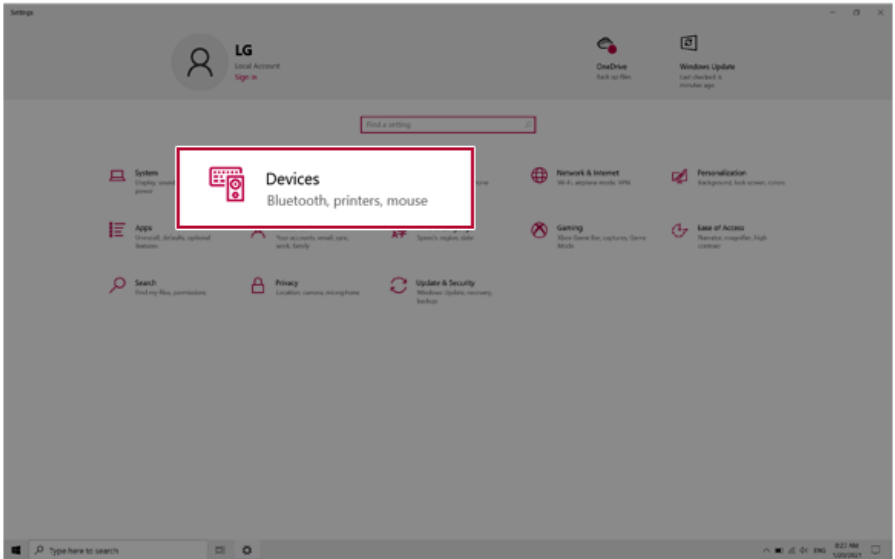 Settings
LG
Local Account
Sign in
OneDrive
Back up files
Windows Update
Last checked: 6
minutes ago
Find a setting
System
Display, sound
power
Devices
Bluetooth, printers, mouse
Network & Internet
Wi-Fi, airplane mode, VPN
Personalization
Background, lock screen, colors
Apps
Uninstall, defaults, optional
features
Your accounts, email, sync,
work, family
Speech, region, date
Gaming
Xbox Game Bar, captures, Game
Mode
Ease of Access
Narrator, magnifier, high
contrast
Search
Find my files, permissions
Privacy
Location, camera, microphone
Update & Security
Windows Update, recovery,
backup
Type here to search
ENG
1/20/2021